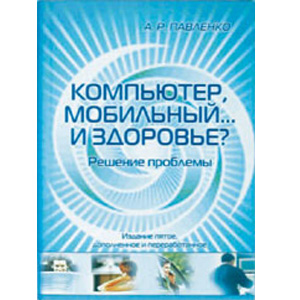 А. Р. ПАВЛЕНКО
КОМПЬЮТЕР,
МОБИЛЬНЫЙ...
И ЗДОРОВЬЕ?
Решение проблемы
Издание пятое,
дополненное и переработанное